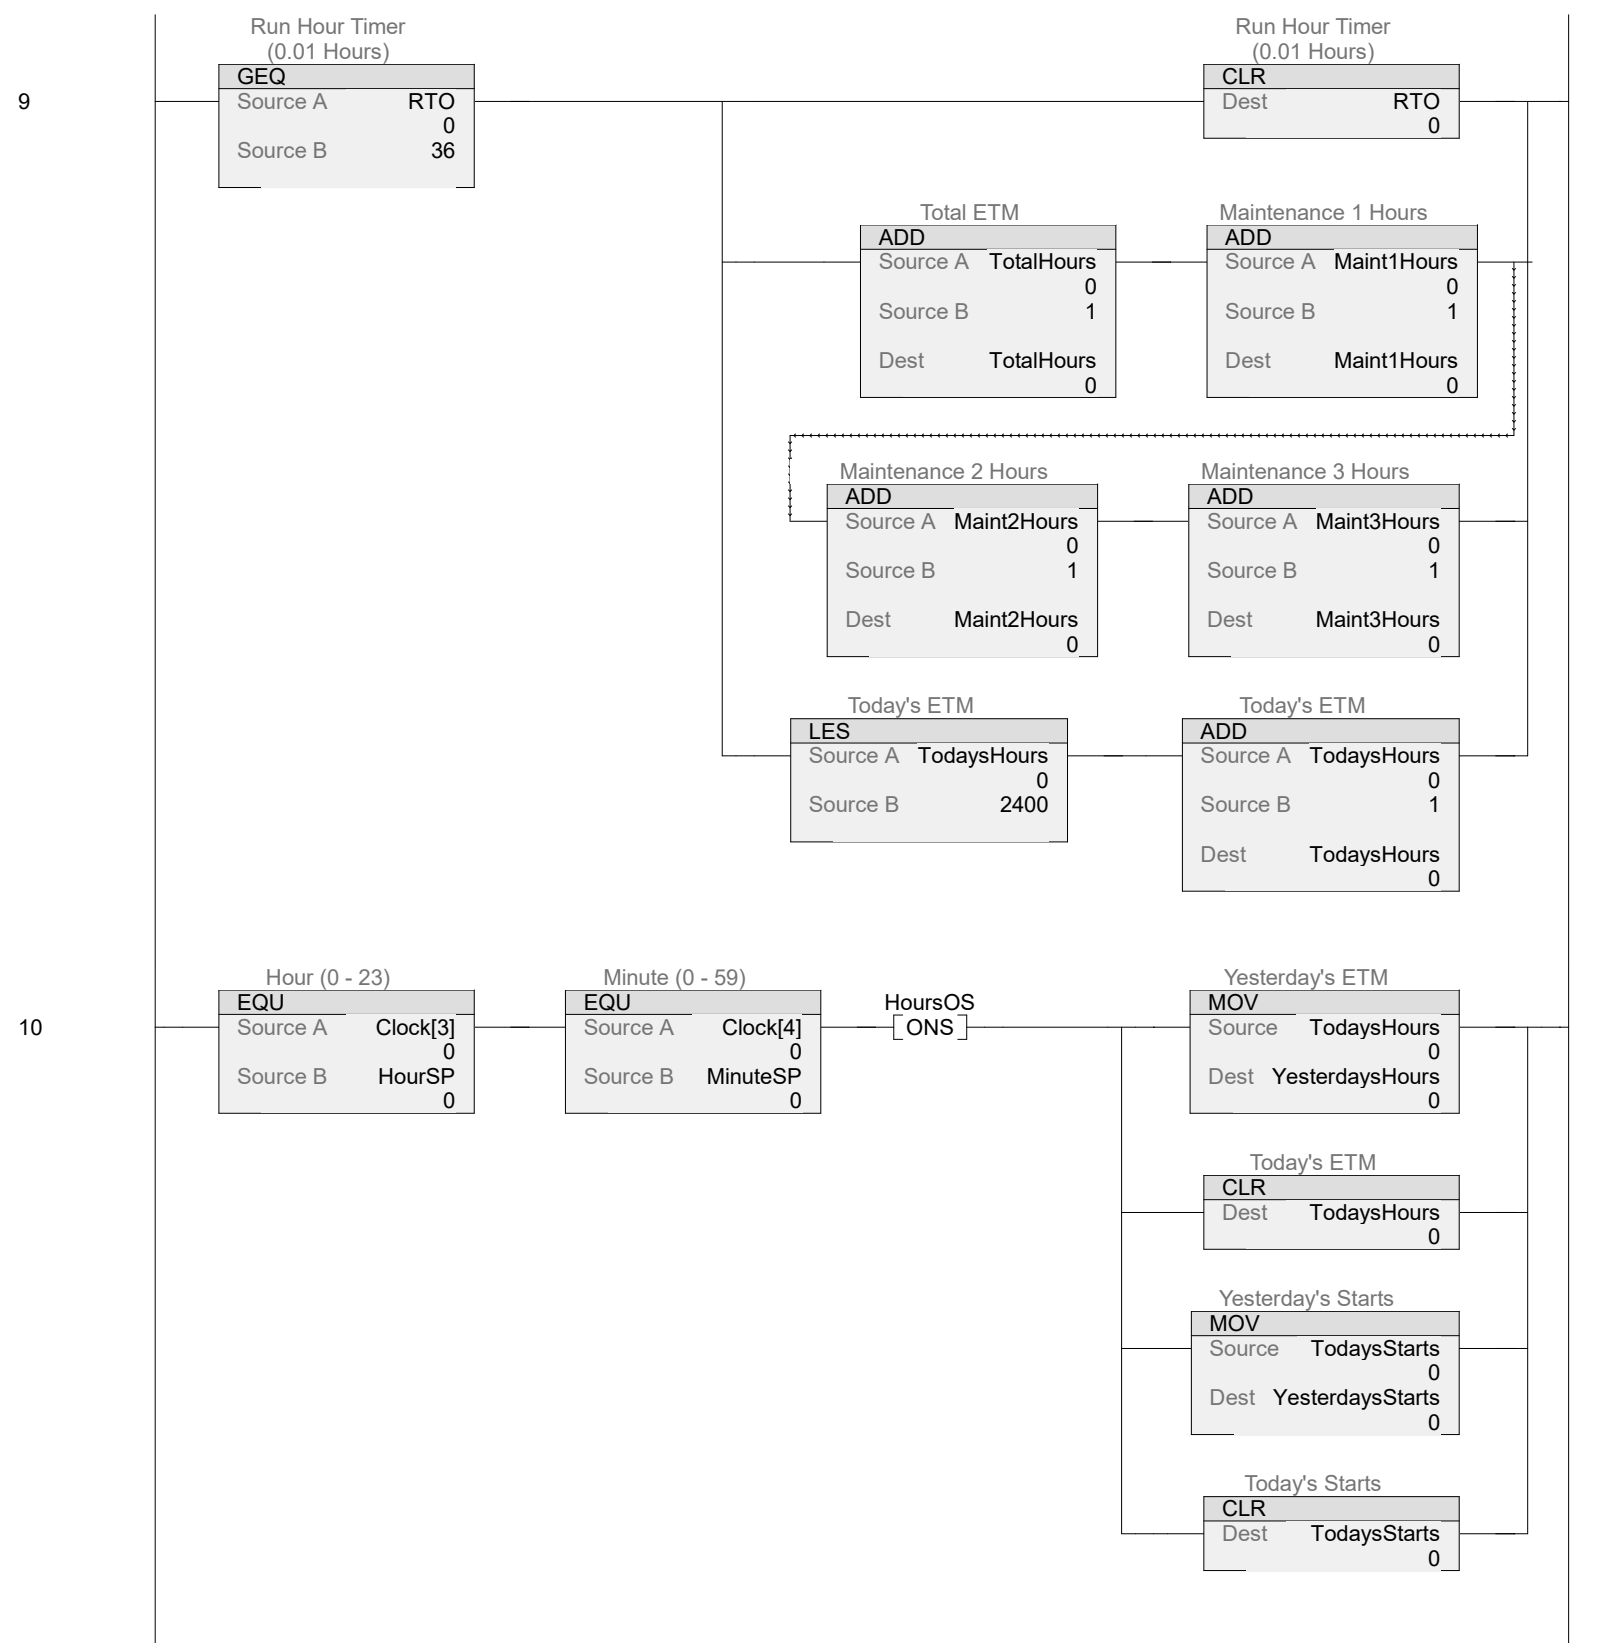 Run Hour Timer
(0.01 Hours)
GEQ
Source A RTO
0
Source B 36
Run Hour Timer
(0.01 Hours)
CLR
Dest RTO
0
9
Total ETM
ADD
Source A TotalHours
0
Source B 1
Dest TotalHours
0
Maintenance 1 Hours
ADD
Source A Maint1Hours
0
Source B 1
Dest Maint1Hours
0
Maintenance 2 Hours
ADD
Source A Maint2Hours
0
Source B 1
Dest Maint2Hours
0
Maintenance 3 Hours
ADD
Source A Maint3Hours
0
Source B 1
Dest Maint3Hours
0
Today's ETM
LES
Source A TodaysHours
0
Source B 2400
Today's ETM
ADD
Source A TodaysHours
0
Source B 1
Dest TodaysHours
0
10
Hour (0 - 23)
EQU
Source A Clock[3]
0
Source B HourSP
0
Minute (0 - 59)
EQU
Source A Clock[4]
0
Source B MinuteSP
0
HoursOS
ONS
Yesterday's ETM
MOV
Source TodaysHours
0
Dest YesterdaysHours
0
Today's ETM
CLR
Dest TodaysHours
0
Yesterday's Starts
MOV
Source TodaysStarts
0
Dest YesterdaysStarts
0
Today's Starts
CLR
Dest TodaysStarts
0